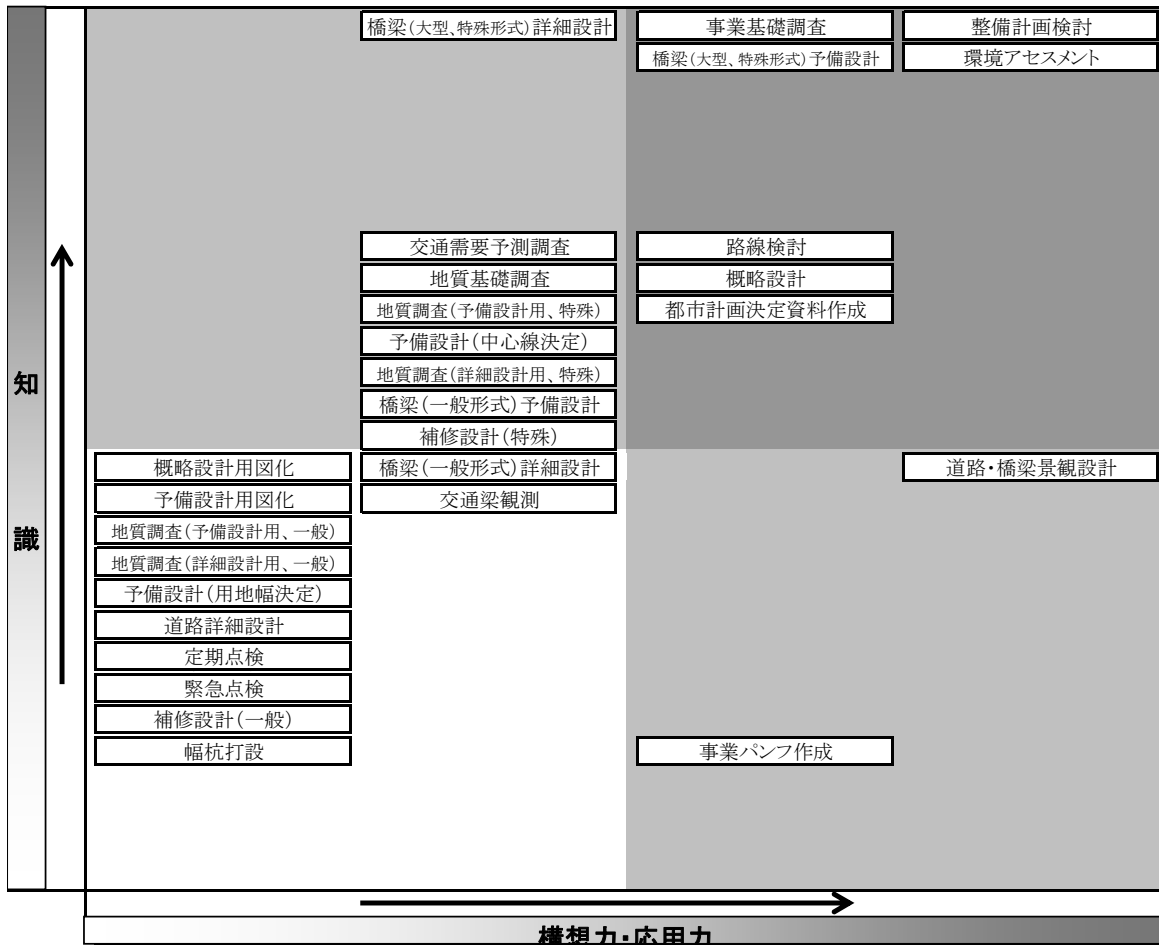 橋梁(大型、特殊形式)詳細設計
事業基礎調査
整備計画検討
橋梁(大型、特殊形式)予備設計
環境アセスメント
交通需要予測調査
路線検討
地質基礎調査
概略設計
地質調査(予備設計用、特殊)
都市計画決定資料作成
予備設計(中心線決定)
地質調査(詳細設計用、特殊)
橋梁(一般形式)予備設計
補修設計(特殊)
概略設計用図化
橋梁(一般形式)詳細設計
道路・橋梁景観設計
予備設計用図化
交通梁観測
地質調査(予備設計用、一般)
地質調査(詳細設計用、一般)
予備設計(用地幅決定)
道路詳細設計
定期点検
緊急点検
補修設計(一般)
幅杭打設
事業パンフ作成
知識
構想力・応用力